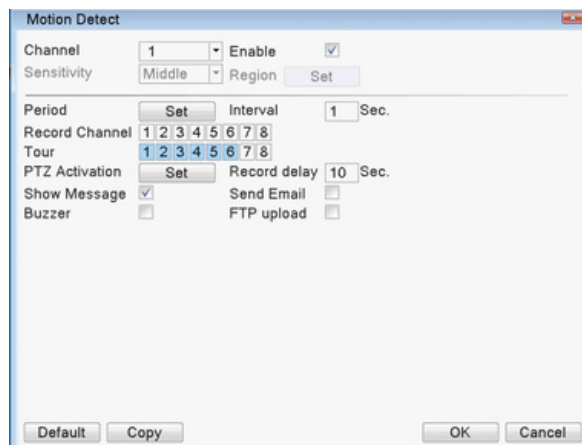 Motion Detect
Channel 1 Enable
Sensitivity Middle Region Set
Period Set Interval 1 Sec.
Record Channel 1 2 3 4 5 6 7 8
Tour 1 2 3 4 5 6 7 8
PTZ Activation Set Record delay 10 Sec.
Show Message Send Email
Buzzer FTP upload
Default Copy OK Cancel